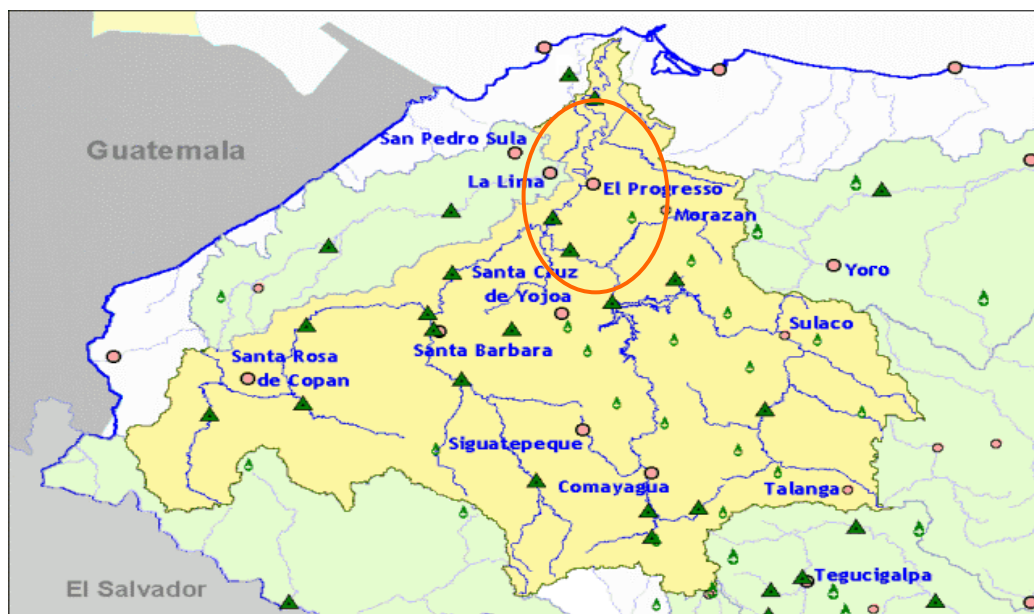 Guatemala
San Pedro Sula
La Lima
El Progresso
Morazan
Yoro
Santa Cruz
de Yojoa
Sulaco
Santa Barbara
Santa Rosa
de Copan
Siguatepeque
Comayagua
Talanga
Tegucigalpa
El Salvador